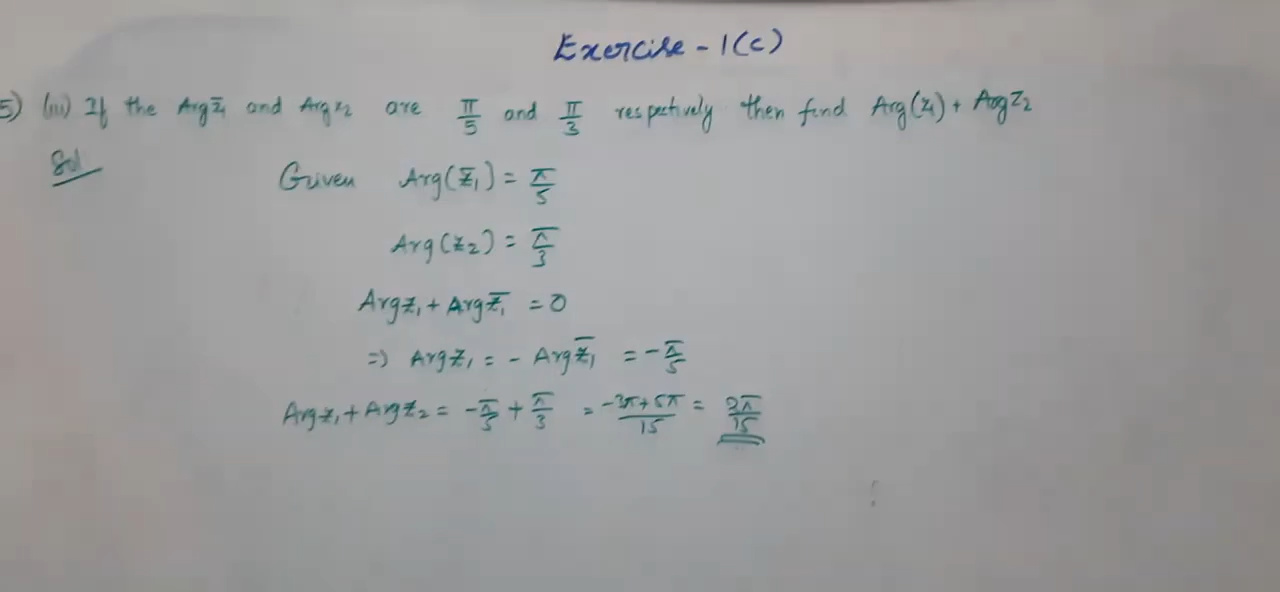 Exercise - 1(c)
5) (iii) If the Arg z̄₁ and Arg z₂ are π/5 and π/3 respectively then find Arg(z₁) + Arg z₂
Sol
Given Arg(z̄₁) = π/5
Arg(z₂) = π/3
Arg z₁ + Arg z̄₁ = 0
=> Arg z₁ = - Arg z̄₁ = - π/5
Arg z₁ + Arg z₂ = - π/5 + π/3 = (-3π + 5π)/15 = 2π/15